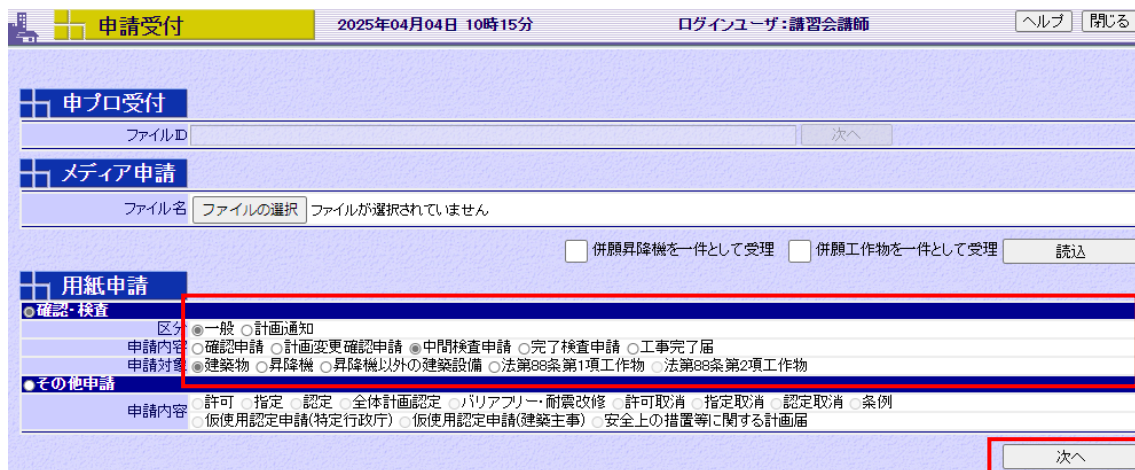 申請受付 2025年04月04日 10時15分 ログインユーザ:講習会講師 ヘルプ 閉じる
申プロ受付
ファイルID 次へ
メディア申請
ファイル名 ファイルの選択 ファイルが選択されていません
併願昇降機を一件として受理 併願工作物を一件として受理 読込
用紙申請
確認・検査
区分 一般 計画通知
申請内容 確認申請 計画変更確認申請 中間検査申請 完了検査申請 工事完了届
申請対象 建築物 昇降機 昇降機以外の建築設備 法第88条第1項工作物 法第88条第2項工作物
その他申請
申請内容 許可 指定 認定 全体計画認定 バリアフリー・耐震改修 許可取消 指定取消 認定取消 条例
仮使用認定申請(特定行政庁) 仮使用認定申請(建築主事) 安全上の措置等に関する計画届
次へ